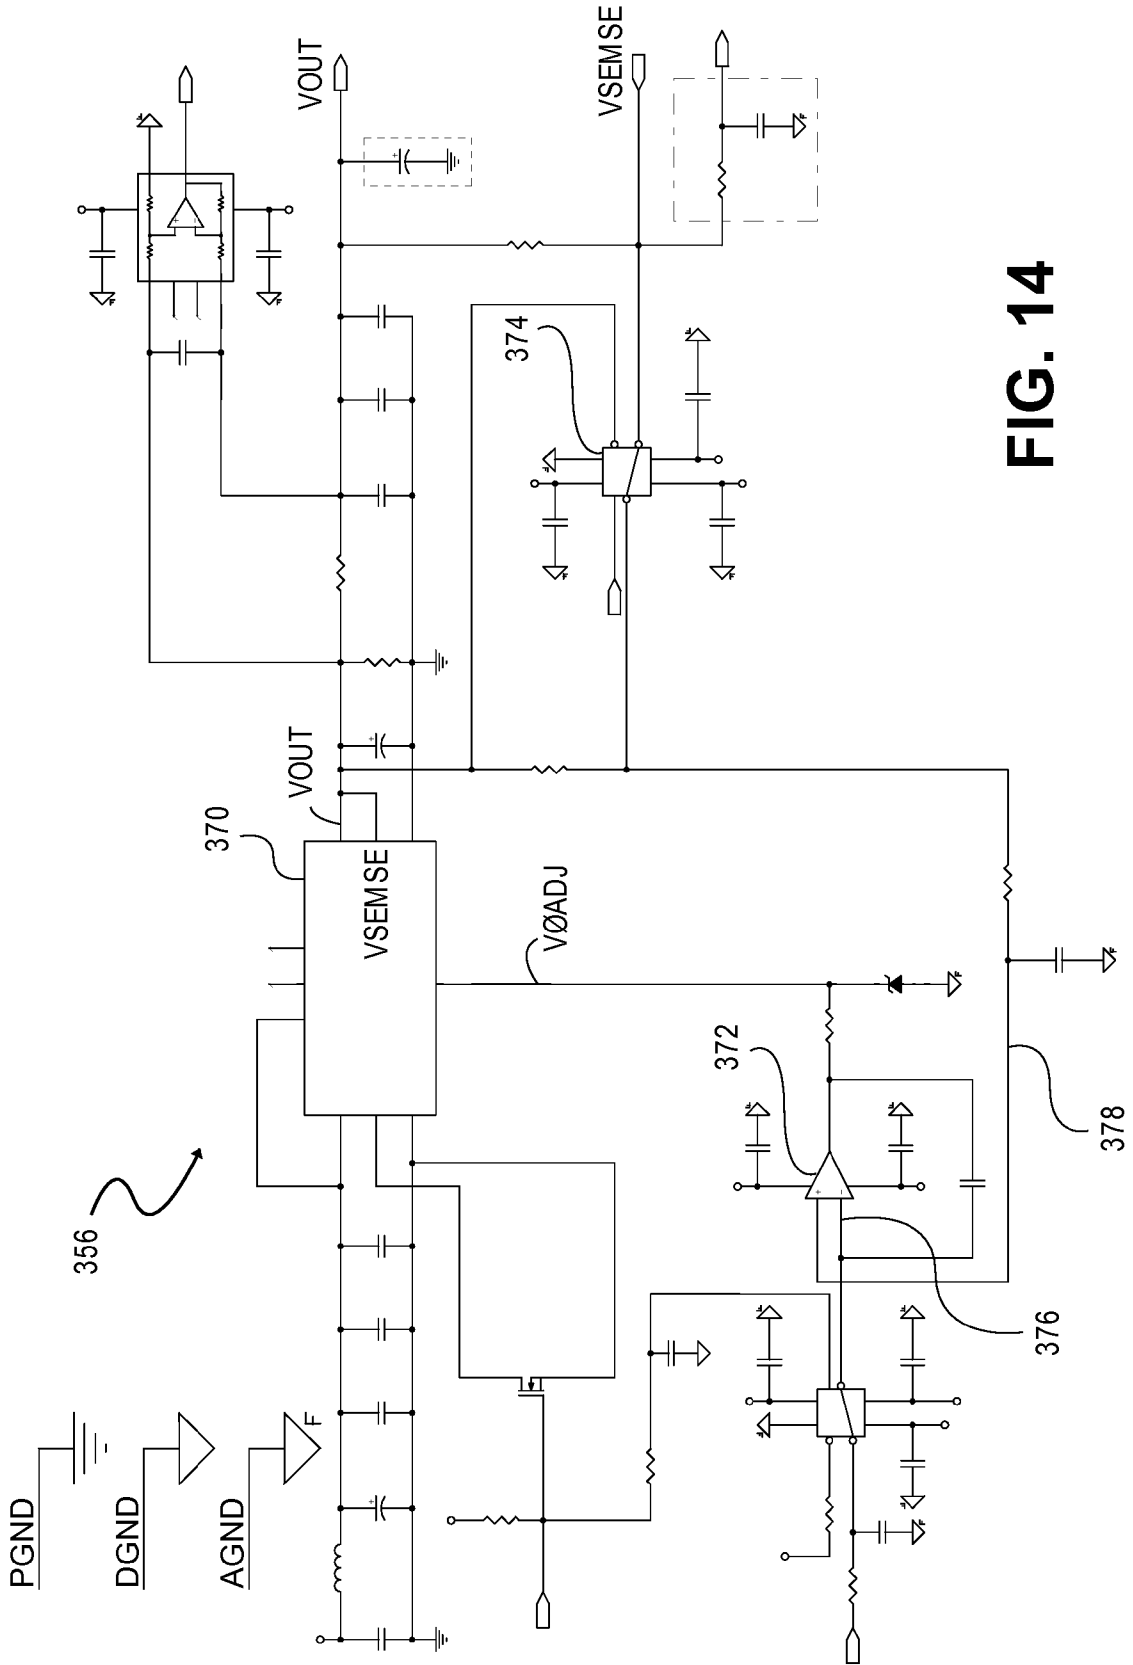 PGND
DGND
AGND
F
356
370
VOUT
VSEMSE
VØADJ
VOUT
VSEMSE
374
372
376
378
FIG. 14